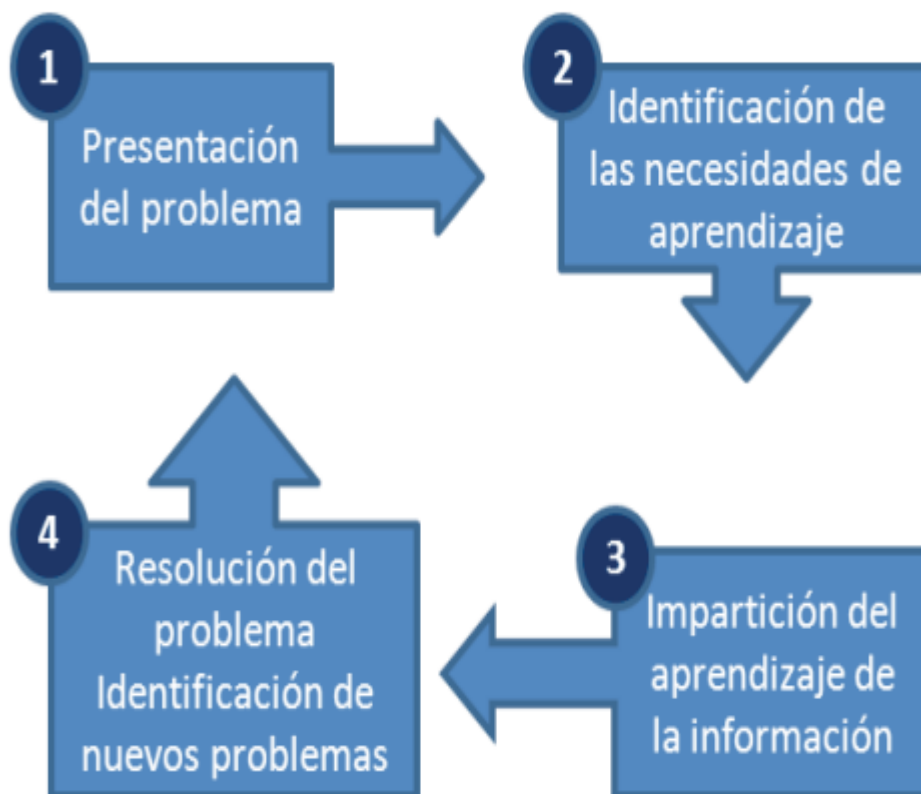 1
Presentación
del problema
2
Identificación de
las necesidades de
aprendizaje
3
Impartición del
aprendizaje de
la información
4
Resolución del
problema
Identificación de
nuevos problemas